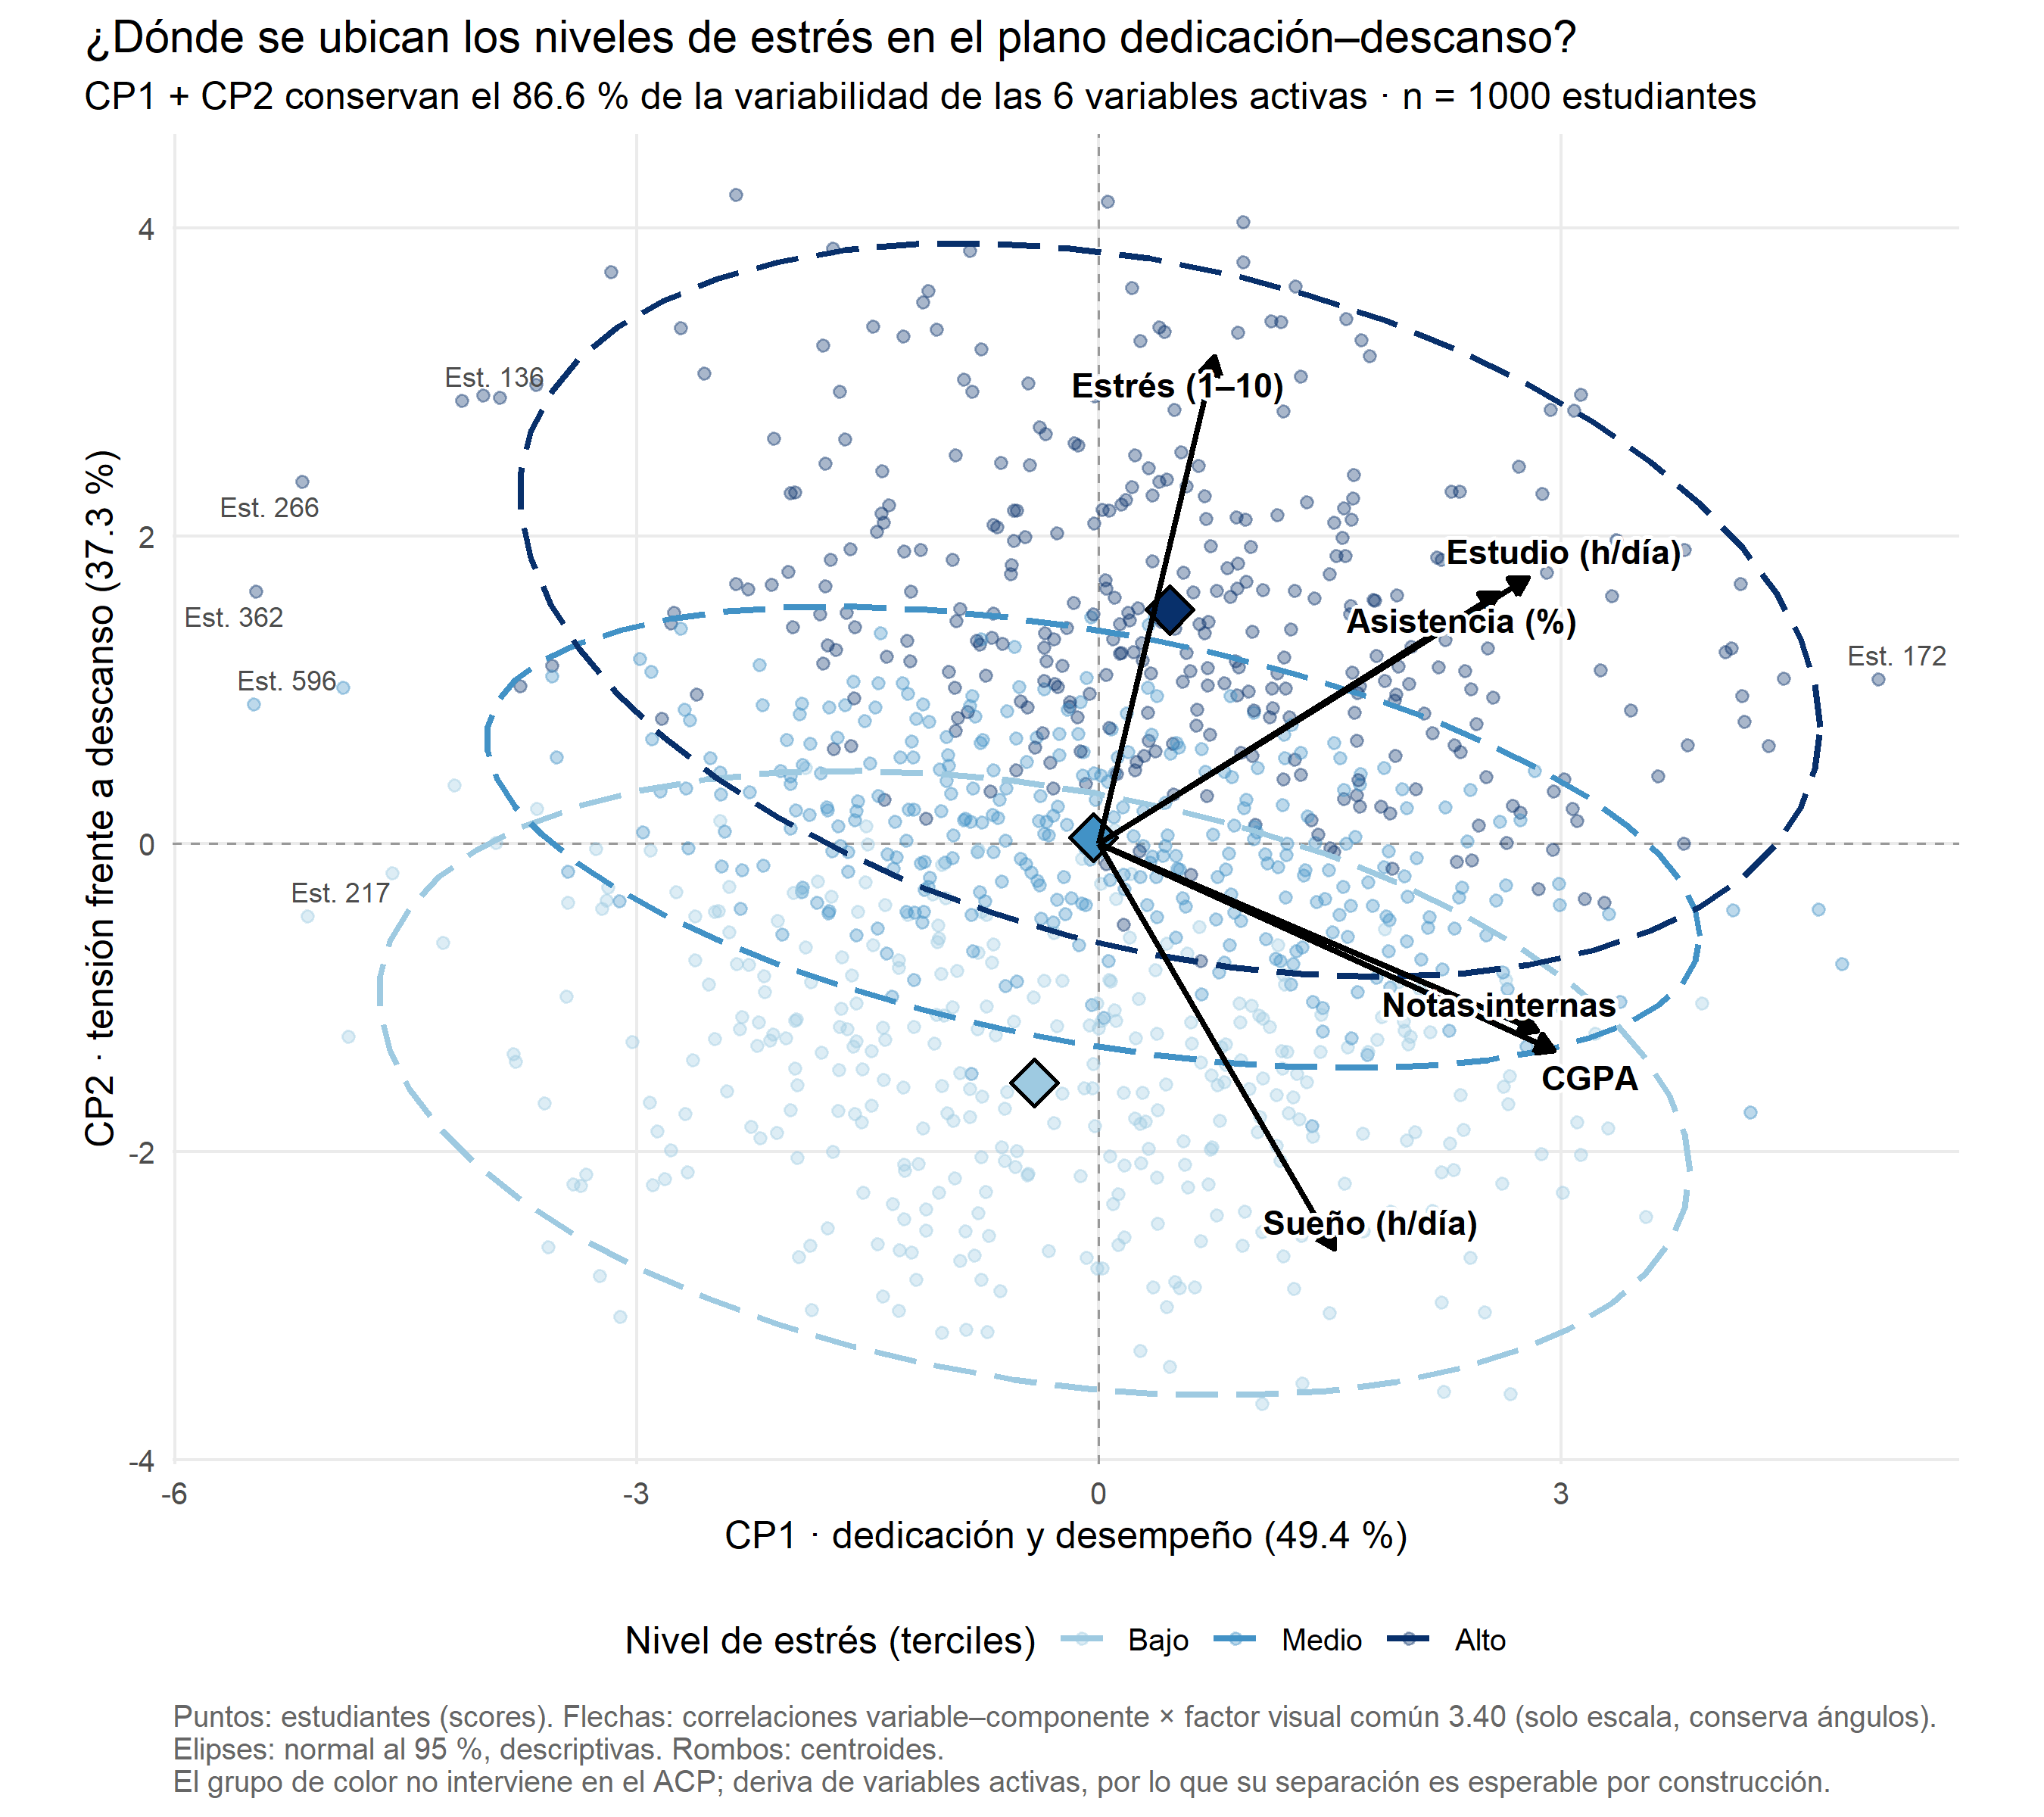 ¿Dónde se ubican los niveles de estrés en el plano dedicación–descanso?
CP1 + CP2 conservan el 86.6 % de la variabilidad de las 6 variables activas · n = 1000 estudiantes
CP2 · tensión frente a descanso (37.3 %)
4
2
0
-2
-4
Est. 136
Est. 266
Est. 362
Est. 596
Est. 217
Est. 172
Estrés (1–10)
Estudio (h/día)
Asistencia (%)
Notas internas
CGPA
Sueño (h/día)
-6
-3
0
3
CP1 · dedicación y desempeño (49.4 %)
Nivel de estrés (terciles)
Bajo
Medio
Alto
Puntos: estudiantes (scores). Flechas: correlaciones variable–componente × factor visual común 3.40 (solo escala, conserva ángulos).
Elipses: normal al 95 %, descriptivas. Rombos: centroides.
El grupo de color no interviene en el ACP; deriva de variables activas, por lo que su separación es esperable por construcción.